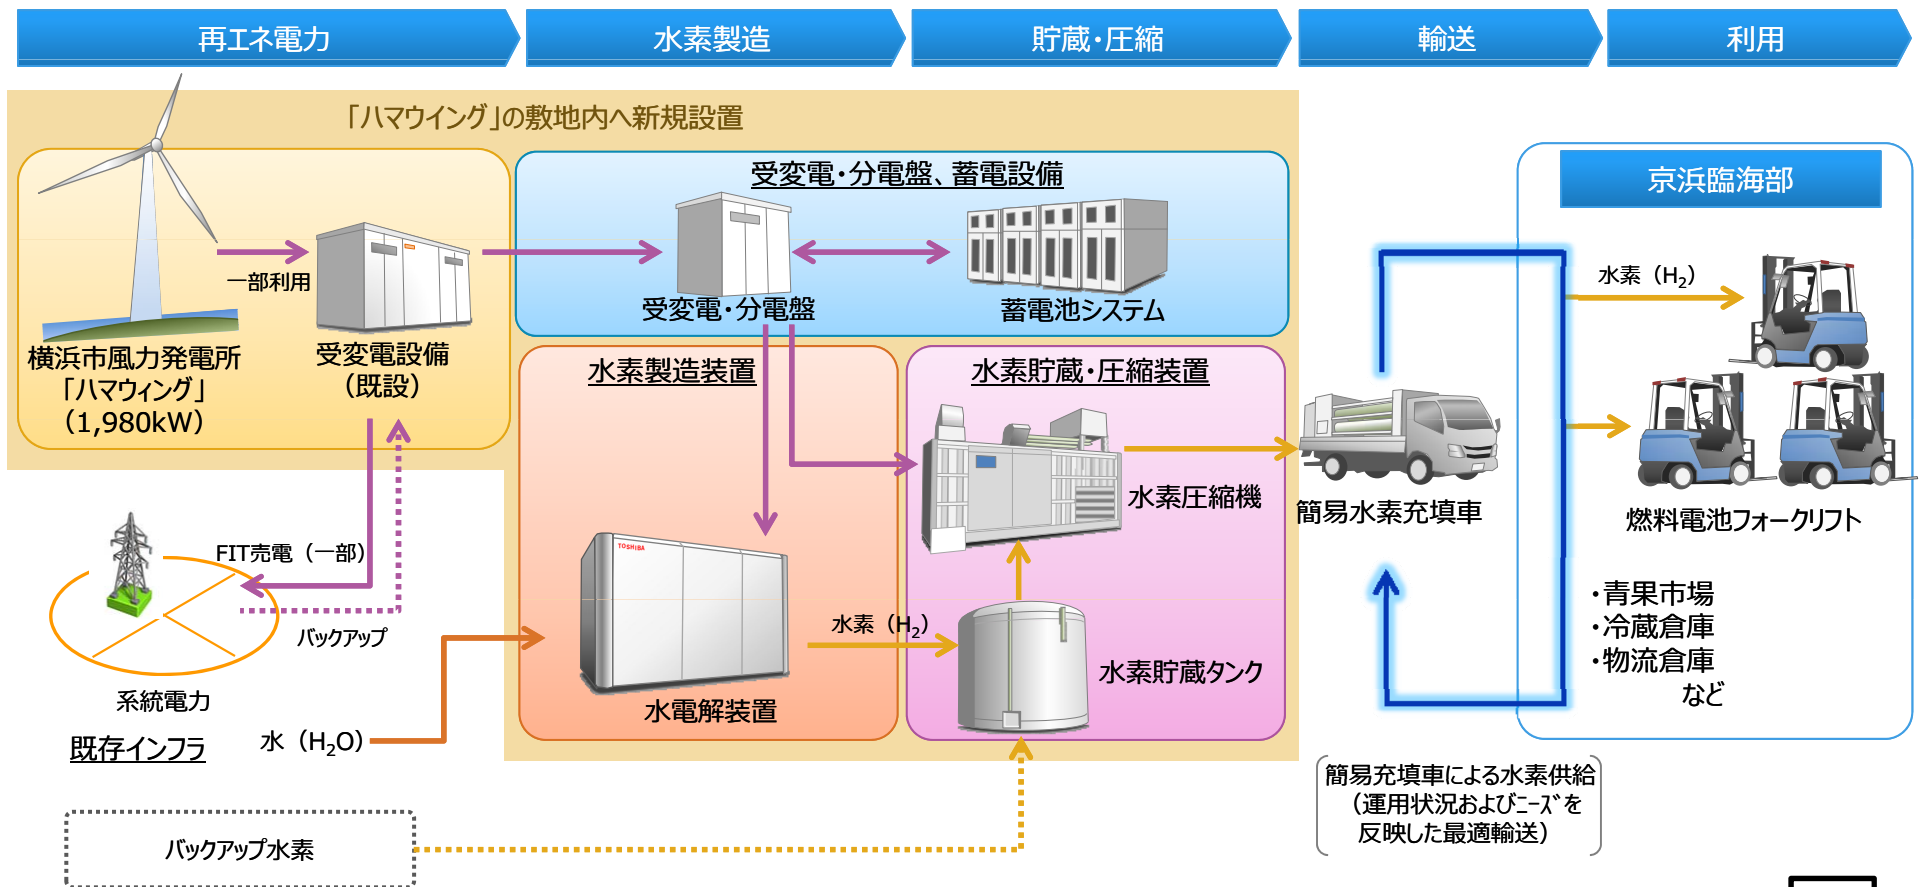 再エネ電力
水素製造
貯蔵・圧縮
輸送
利用
「ハマウイング」の敷地内へ新規設置
受変電・分電盤、蓄電設備
京浜臨海部
一部利用
水素（H₂）
受変電・分電盤
蓄電池システム
横浜市風力発電所
「ハマウィング」
（1,980kW）
受変電設備
（既設）
水素製造装置
水素貯蔵・圧縮装置
水素圧縮機
簡易水素充填車
燃料電池フォークリフト
FIT売電（一部）
TOSHIBA
バックアップ
水素（H₂）
・青果市場
・冷蔵倉庫
・物流倉庫
など
水素貯蔵タンク
系統電力
水電解装置
既存インフラ
水（H₂O）
簡易充填車による水素供給
（運用状況およびﾆｰｽﾞを
反映した最適輸送）
バックアップ水素